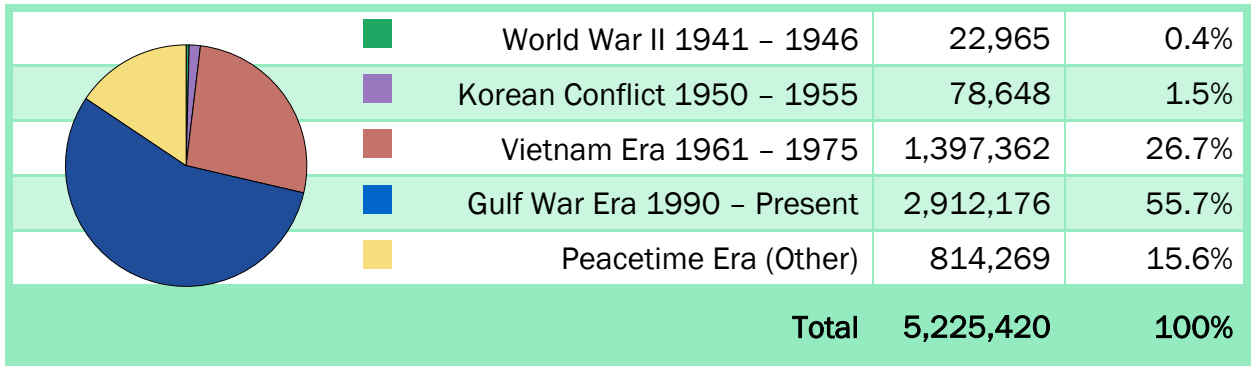 World War II 1941 – 1946 22,965 0.4%
Korean Conflict 1950 – 1955 78,648 1.5%
Vietnam Era 1961 – 1975 1,397,362 26.7%
Gulf War Era 1990 – Present 2,912,176 55.7%
Peacetime Era (Other) 814,269 15.6%
Total 5,225,420 100%